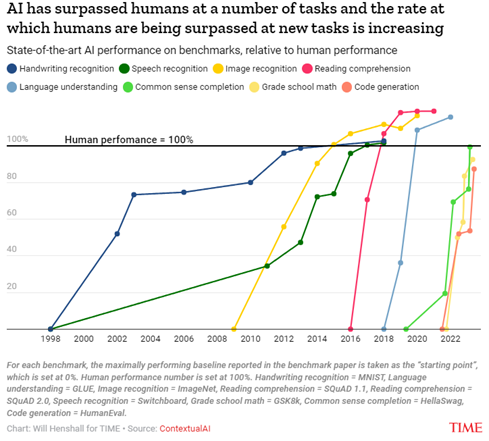 AI has surpassed humans at a number of tasks and the rate at
which humans are being surpassed at new tasks is increasing
State-of-the-art AI performance on benchmarks, relative to human performance
Handwriting recognition Speech recognition Image recognition Reading comprehension
Language understanding Common sense completion Grade school math Code generation
100% Human perfomance = 100%
80
60
40
20
1998 2000 2002 2004 2006 2008 2010 2012 2014 2016 2018 2020 2022
For each benchmark, the maximally performing baseline reported in the benchmark paper is taken as the "starting point",
which is set at 0%. Human performance number is set at 100%. Handwriting recognition = MNIST, Language
understanding = GLUE, Image recognition = ImageNet, Reading comprehension = SQuAD 1.1, Reading comprehension =
SQuAD 2.0, Speech recognition = Switchboard, Grade school math = GSK8k, Common sense completion = HellaSwag,
Code generation = HumanEval.
Chart: Will Henshall for TIME • Source: ContextualAI
TIME